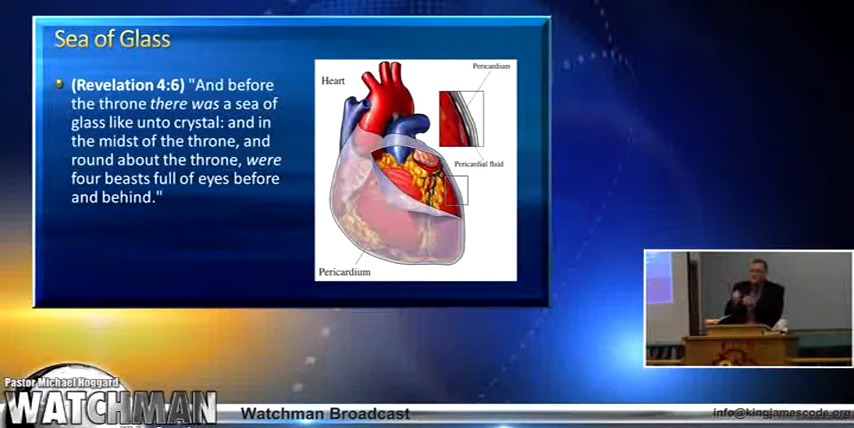 Sea of Glass
(Revelation 4:6) "And before
the throne there was a sea of
glass like unto crystal: and in
the midst of the throne, and
round about the throne, were
four beasts full of eyes before
and behind."
Heart
Pericardium
Pericardial fluid
Pericardium
Pastor Michael Hoggard
WATCHMAN
Watchman Broadcast
info@kingjamescode.org